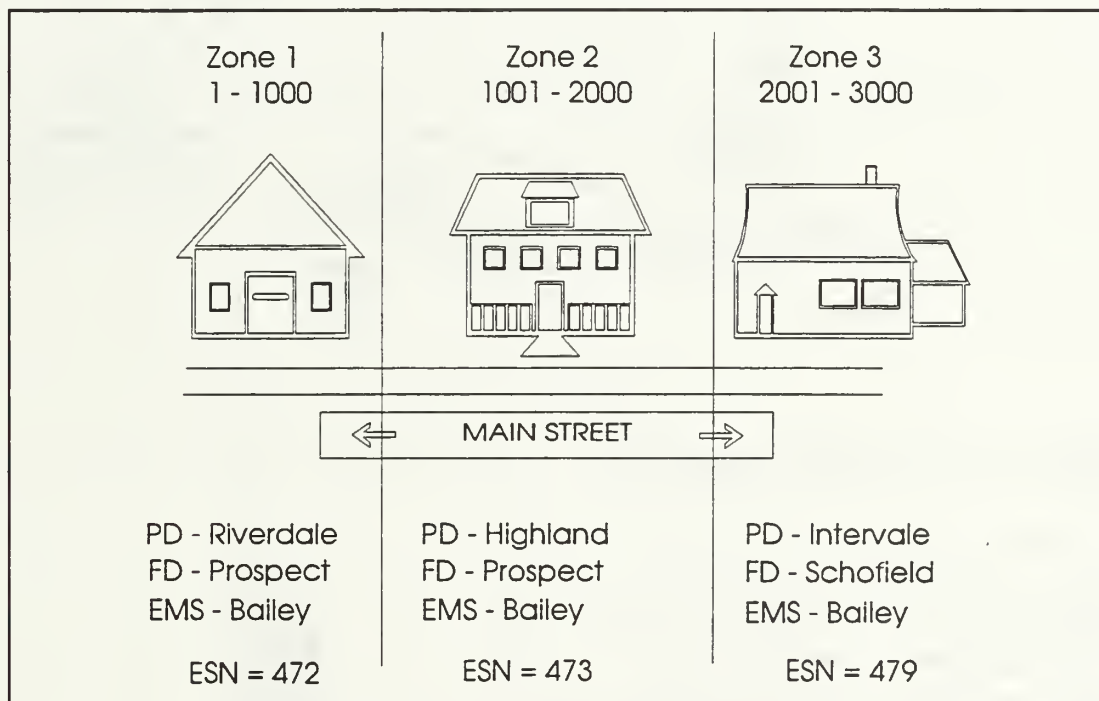 Zone 1
1 - 1000
Zone 2
1001 - 2000
Zone 3
2001 - 3000
MAIN STREET
PD - Riverdale
FD - Prospect
EMS - Bailey
ESN = 472
PD - Highland
FD - Prospect
EMS - Bailey
ESN = 473
PD - Intervale
FD - Schofield
EMS - Bailey
ESN = 479